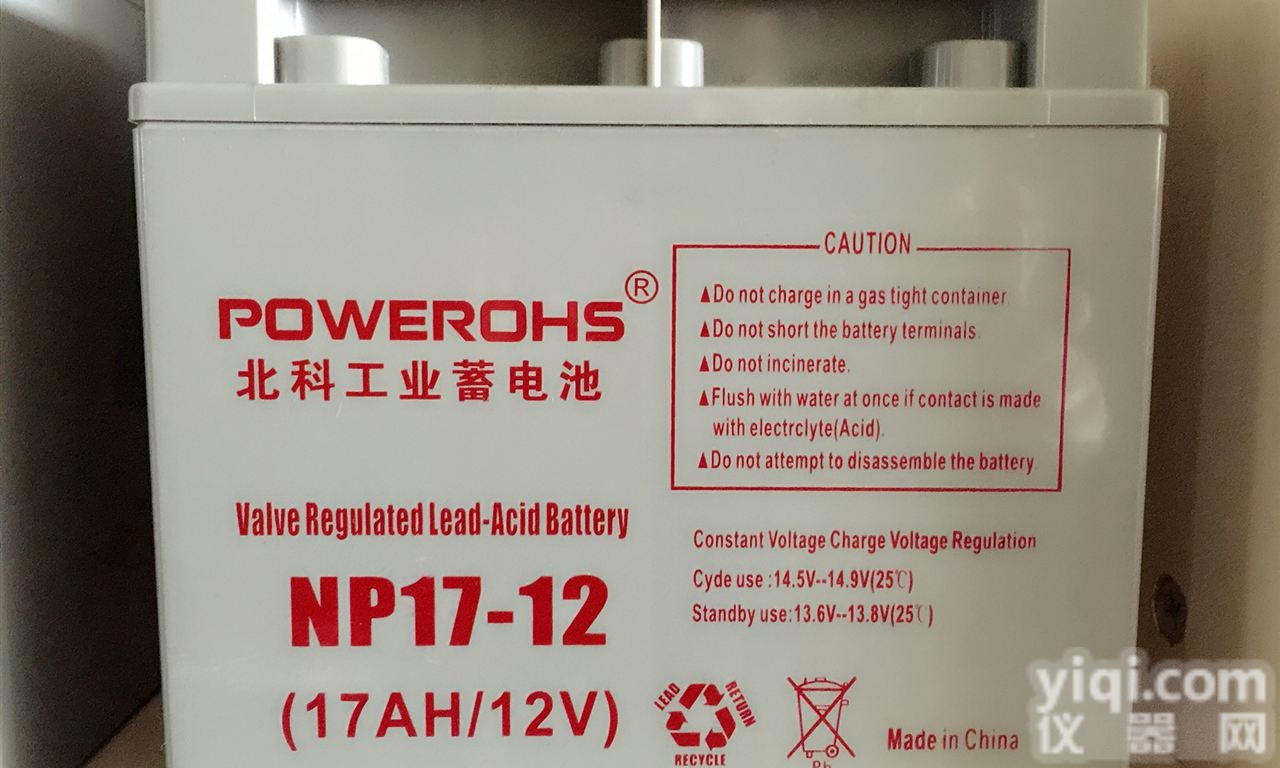 POWEROHS®
北科工业蓄电池
CAUTION
▲Do not charge in a gas tight container.
▲Do not short the battery terminals.
▲Do not incinerate.
▲Flush with water at once if contact is made
with electrclyte(Acid).
▲Do not attempt to disassemble the battery.
Valve Regulated Lead-Acid Battery
NP17-12
(17AH/12V)
Constant Voltage Charge Voltage Regulation
Cyde use :14.5V--14.9V(25℃)
Standby use:13.6V--13.8V(25℃)
LEAD
RETURN
RECYCLE
Pb
Made in China
yiqi.com
仪器网